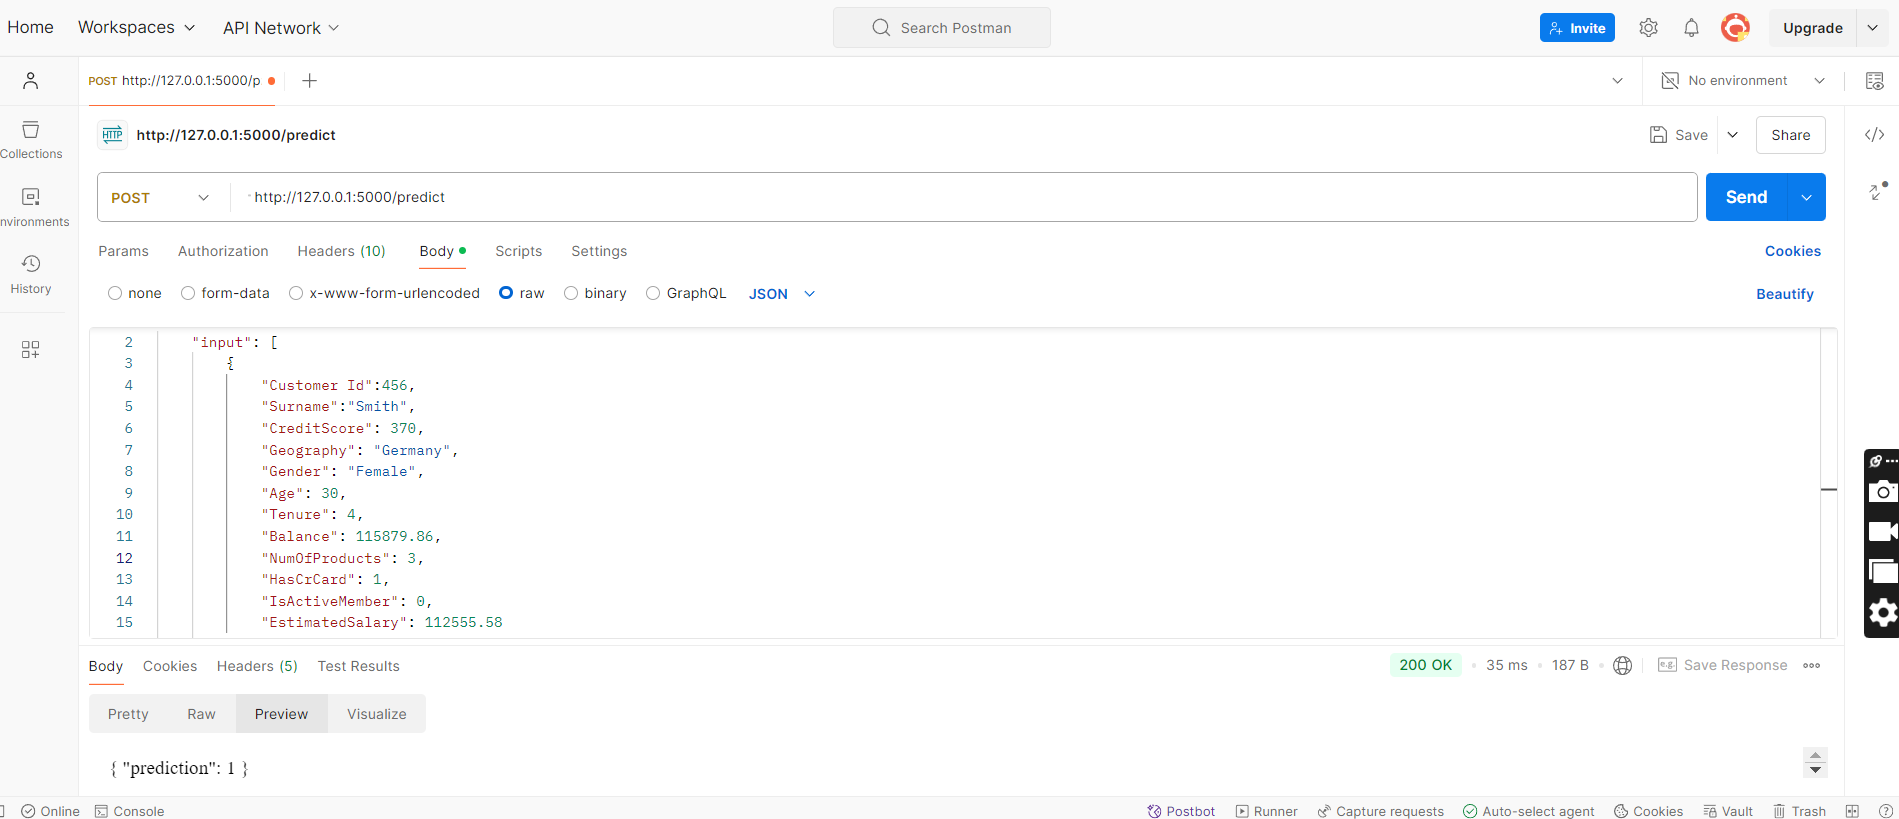 Home Workspaces API Network Search Postman Invite Upgrade
POST http://127.0.0.1:5000/p No environment
HTTP http://127.0.0.1:5000/predict Save Share
Collections
POST http://127.0.0.1:5000/predict Send
nvironments
Params Authorization Headers (10) Body Scripts Settings Cookies
History
none form-data x-www-form-urlencoded raw binary GraphQL JSON Beautify
2 "input": [
3 {
4 "Customer Id":456,
5 "Surname":"Smith",
6 "CreditScore": 370,
7 "Geography": "Germany",
8 "Gender": "Female",
9 "Age": 30,
10 "Tenure": 4,
11 "Balance": 115879.86,
12 "NumOfProducts": 3,
13 "HasCrCard": 1,
14 "IsActiveMember": 0,
15 "EstimatedSalary": 112555.58
Body Cookies Headers (5) Test Results 200 OK 35 ms 187 B e.g. Save Response
Pretty Raw Preview Visualize
{ "prediction": 1 }
Online Console Postbot Runner Capture requests Auto-select agent Cookies Vault Trash